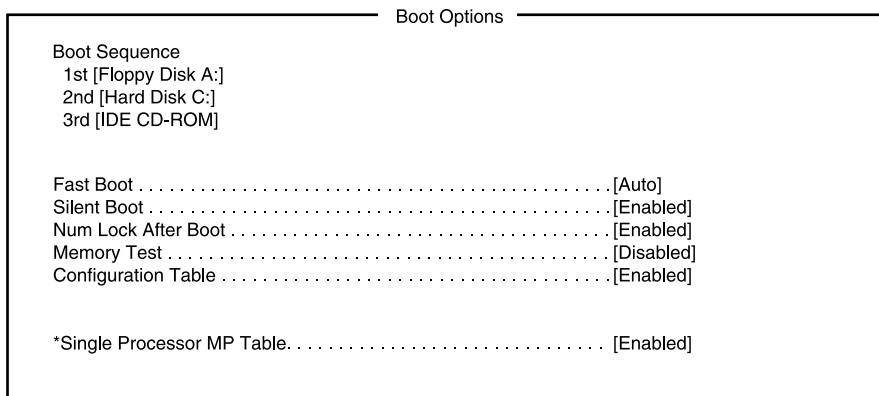 Boot Options
Boot Sequence
1st [Floppy Disk A:]
2nd [Hard Disk C:]
3rd [IDE CD-ROM]
Fast Boot . . . . . . . . . . . . . . . . . . . . . . . . . . . . . . . . . . . . . . . . . . . . . . [Auto]
Silent Boot . . . . . . . . . . . . . . . . . . . . . . . . . . . . . . . . . . . . . . . . . . . . . [Enabled]
Num Lock After Boot . . . . . . . . . . . . . . . . . . . . . . . . . . . . . . . . . . . . . [Enabled]
Memory Test . . . . . . . . . . . . . . . . . . . . . . . . . . . . . . . . . . . . . . . . . . . [Disabled]
Configuration Table . . . . . . . . . . . . . . . . . . . . . . . . . . . . . . . . . . . . . . [Enabled]
*Single Processor MP Table. . . . . . . . . . . . . . . . . . . . . . . . . . . . . . [Enabled]